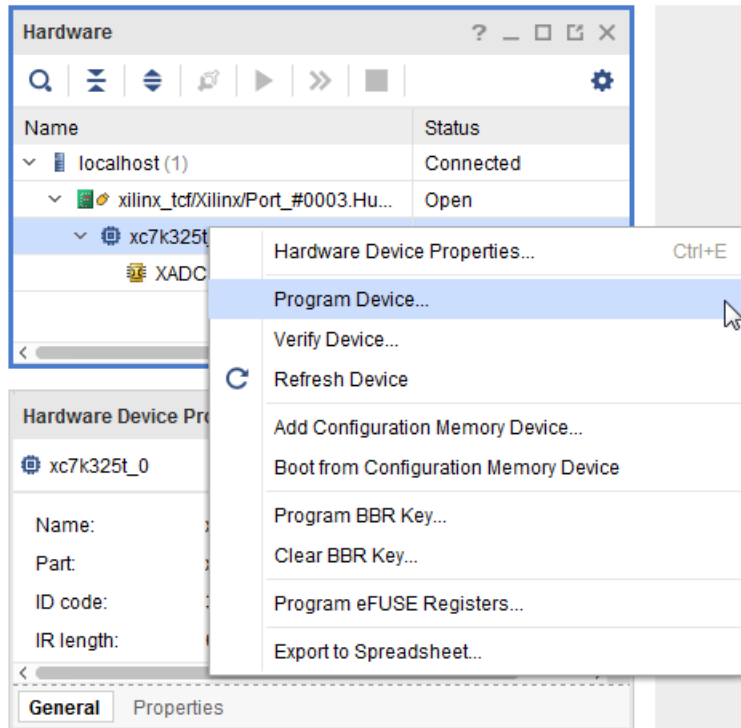 Hardware
Name Status
localhost (1) Connected
xilinx_tcf/Xilinx/Port_#0003.Hu... Open
xc7k325t
XADC
Hardware Device Properties... Ctrl+E
Program Device...
Verify Device...
Refresh Device
Add Configuration Memory Device...
Boot from Configuration Memory Device
Program BBR Key...
Clear BBR Key...
Program eFUSE Registers...
Export to Spreadsheet...
Hardware Device Pro
xc7k325t_0
Name:
Part:
ID code:
IR length:
General Properties